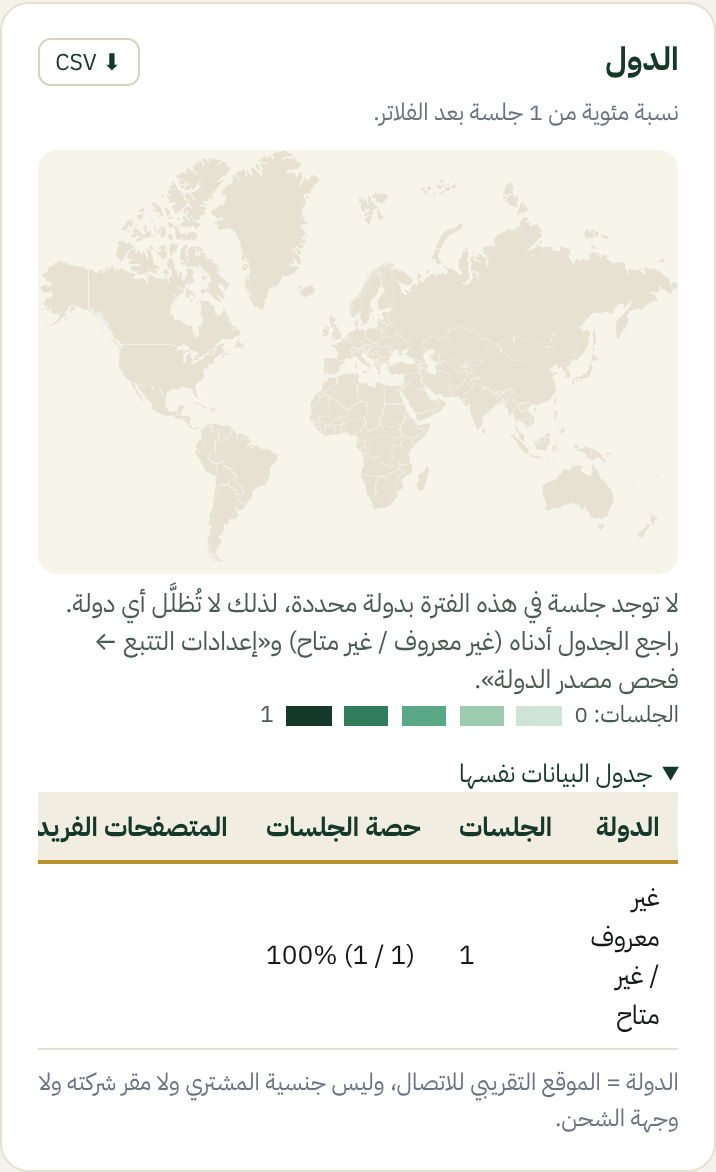 الدول
⬇ CSV
نسبة مئوية من 1 جلسة بعد الفلاتر.
لا توجد جلسة في هذه الفترة بدولة محددة، لذلك لا تُظلَّل أي دولة.
راجع الجدول أدناه (غير معروف / غير متاح) و«إعدادات التتبع ←
فحص مصدر الدولة».
الجلسات: 0 1
▼ جدول البيانات نفسها
الدولة الجلسات حصة الجلسات المتصفحات الفريد
غير
معروف
/ غير
متاح
1 100% (1 / 1)
الدولة = الموقع التقريبي للاتصال، وليس جنسية المشتري ولا مقر شركته ولا
وجهة الشحن.